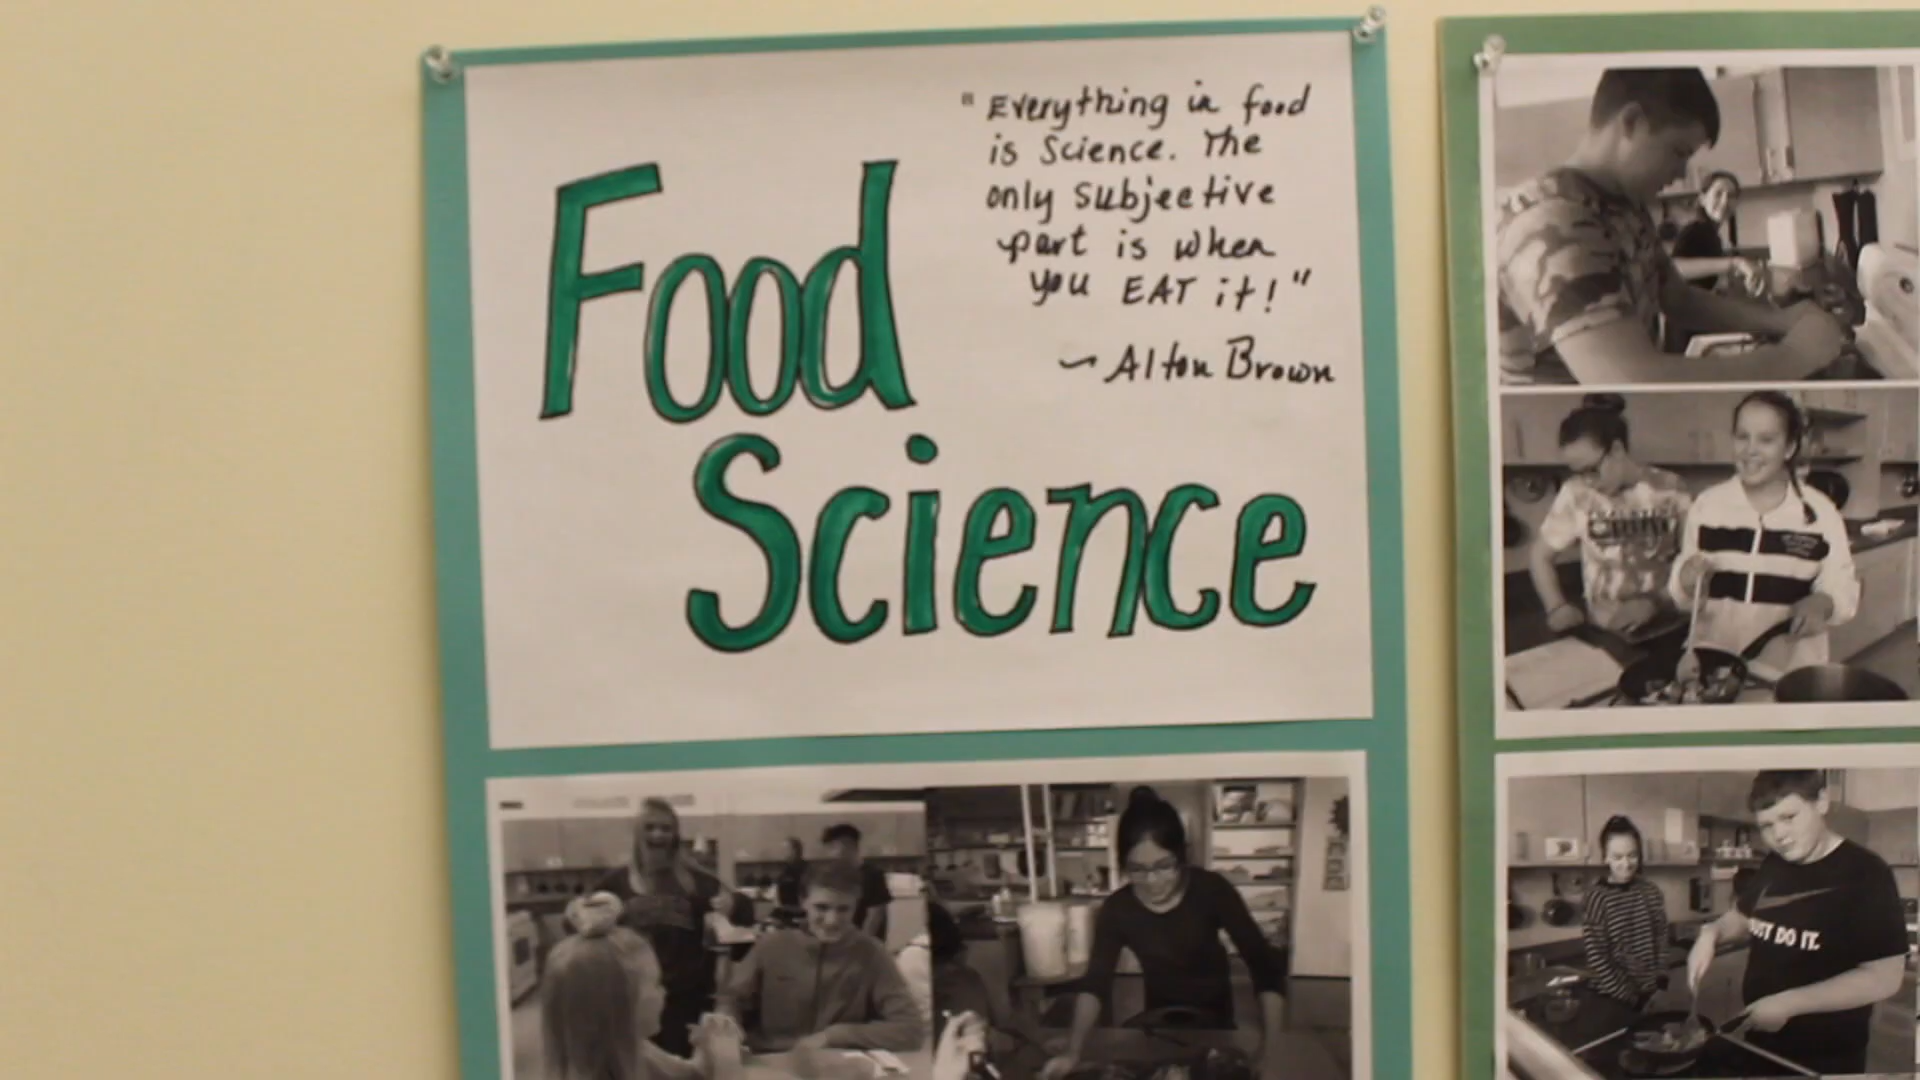 "Everything in food
is Science. The
only subjective
part is when
you EAT it!"
~Alton Brown
Food
Science
JUST DO IT.